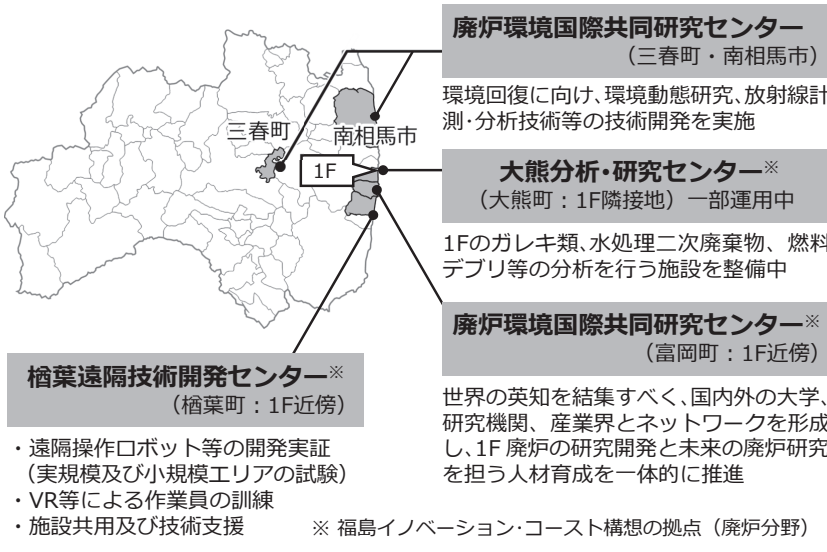 廃炉環境国際共同研究センター
（三春町・南相馬市）
環境回復に向け､環境動態研究､放射線計
測･分析技術等の技術開発を実施
三春町
南相馬市
1F
大熊分析･研究センター※
（大熊町：1F隣接地）一部運用中
1Fのガレキ類､水処理二次廃棄物、燃料
デブリ等の分析を行う施設を整備中
廃炉環境国際共同研究センター※
（富岡町：1F近傍）
世界の英知を結集すべく､国内外の大学、
研究機関、産業界とネットワークを形成
し､1F 廃炉の研究開発と未来の廃炉研究
を担う人材育成を一体的に推進
楢葉遠隔技術開発センター※
（楢葉町：1F近傍）
・遠隔操作ロボット等の開発実証
（実規模及び小規模エリアの試験）
・VR等による作業員の訓練
・施設共用及び技術支援
※ 福島イノベーション･コースト構想の拠点（廃炉分野）